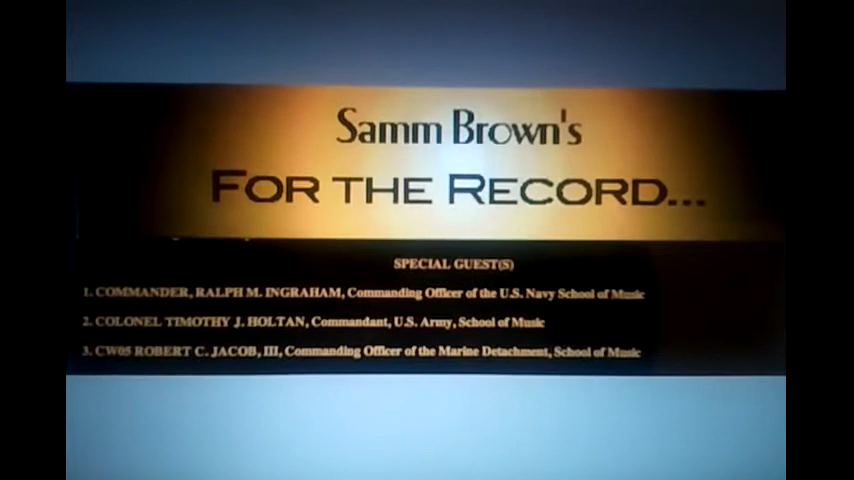 Samm Brown's
FOR THE RECORD...
SPECIAL GUEST(S)
1. COMMANDER, RALPH M. INGRAHAM, Commanding Officer of the U.S. Navy School of Music
2. COLONEL TIMOTHY J. HOLTAN, Commandant, U.S. Army, School of Music
3. CW05 ROBERT C. JACOB, III, Commanding Officer of the Marine Detachment, School of Music